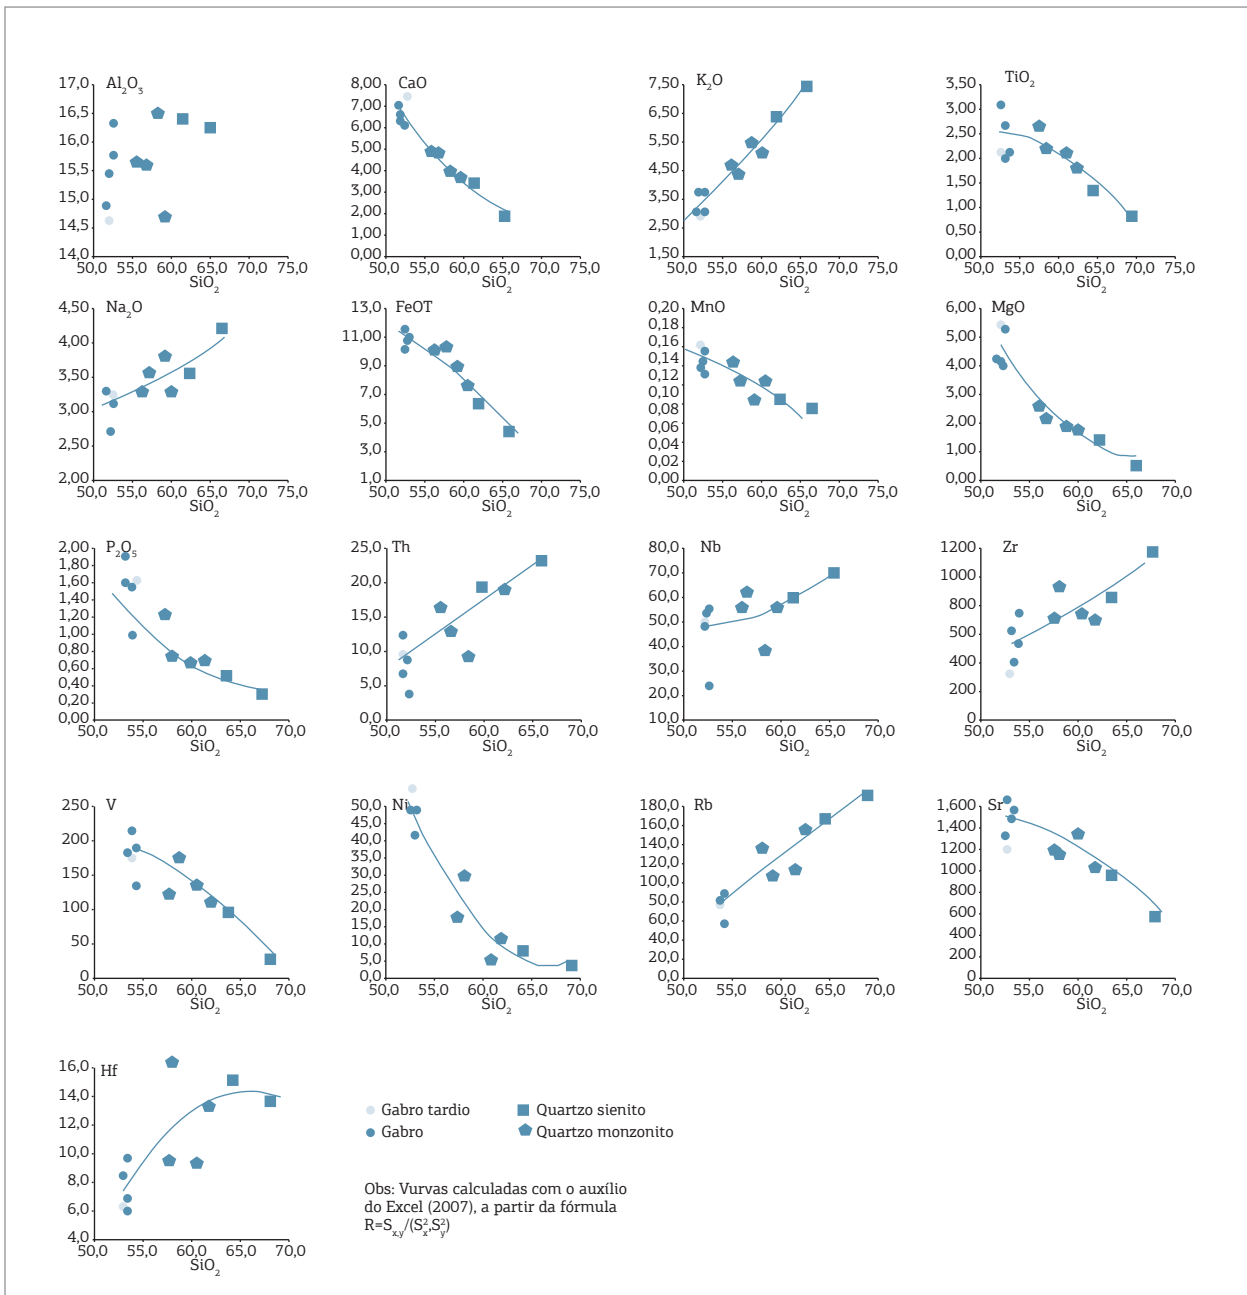 Al₂O₃
17,0
16,5
16,0
15,5
15,0
14,5
14,0
50,0 55,0 60,0 65,0 70,0 75,0
SiO₂
CaO
8,00
7,00
6,00
5,00
4,00
3,00
2,00
1,00
0,00
50,0 55,0 60,0 65,0 70,0 75,0
SiO₂
K₂O
7,50
6,50
5,50
4,50
3,50
2,50
1,50
50,0 55,0 60,0 65,0 70,0 75,0
SiO₂
TiO₂
3,50
3,00
2,50
2,00
1,50
1,00
0,50
0,00
50,0 55,0 60,0 65,0 70,0 75,0
SiO₂
Na₂O
4,50
4,00
3,50
3,00
2,50
2,00
50,0 55,0 60,0 65,0 70,0 75,0
SiO₂
FeOT
13,0
11,0
9,0
7,0
5,0
3,0
1,0
50,0 55,0 60,0 65,0 70,0 75,0
SiO₂
MnO
0,20
0,18
0,16
0,14
0,12
0,10
0,08
0,06
0,04
0,02
0,00
50,0 55,0 60,0 65,0 70,0 75,0
SiO₂
MgO
6,00
5,00
4,00
3,00
2,00
1,00
0,00
50,0 55,0 60,0 65,0 70,0
SiO₂
P₂O₅
2,00
1,80
1,60
1,40
1,20
1,00
0,80
0,60
0,40
0,20
0,00
50,0 55,0 60,0 65,0 70,0
SiO₂
Th
25,0
20,0
15,0
10,0
5,0
0,0
50,0 55,0 60,0 65,0 70,0
SiO₂
Nb
80,0
70,0
60,0
50,0
40,0
30,0
20,0
10,0
50,0 55,0 60,0 65,0 70,0
SiO₂
Zr
1200
1000
800
600
400
200
0
50,0 55,0 60,0 65,0 70,0
SiO₂
V
250
200
150
100
50
0
50,0 55,0 60,0 65,0 70,0
SiO₂
Ni
50,0
45,0
40,0
35,0
30,0
25,0
20,0
15,0
10,0
5,0
0,0
50,0 55,0 60,0 65,0 70,0
SiO₂
Rb
180,0
160,0
140,0
120,0
100,0
80,0
60,0
40,0
20,0
0,0
50,0 55,0 60,0 65,0 70,0
SiO₂
Sr
1,600
1,400
1200
1000
800
600
400
200
0
50,0 55,0 60,0 65,0 70,0
SiO₂
Hf
16,0
14,0
12,0
10,0
8,0
6,0
4,0
50,0 55,0 60,0 65,0 70,0
SiO₂
Gabro tardio
Gabro
Quartzo sienito
Quartzo monzonito
Obs: Vurvas calculadas com o auxílio
do Excel (2007), a partir da fórmula
R=Sₓ,ᵧ/(S²ₓ,S²ᵧ)